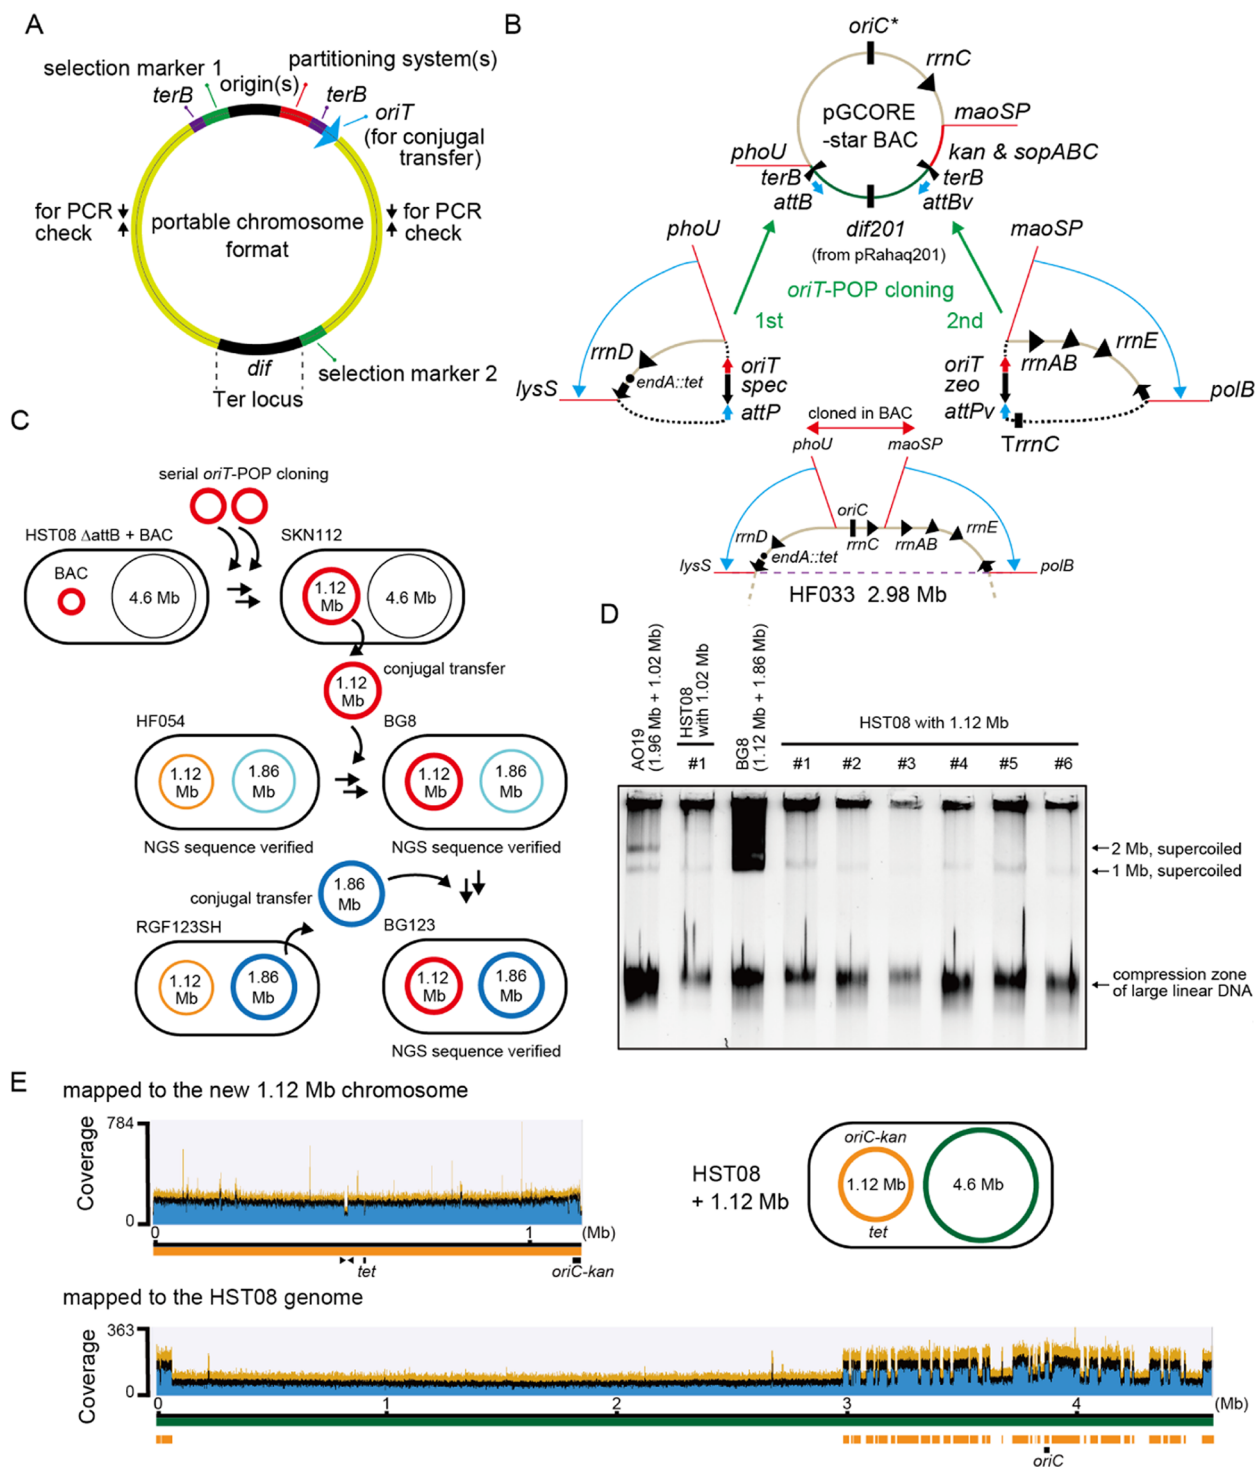 A
selection marker 1
origin(s)
partitioning system(s)
terB
terB
oriT
(for conjugal
transfer)
for PCR
check
portable chromosome
format
for PCR
check
dif
Ter locus
selection marker 2
B
oriC*
rrnC
pGCORE
-star BAC
maoSP
phoU
kan & sopABC
terB
attB
terB
attBv
dif201
(from pRahaq201)
phoU
maoSP
oriT-POP cloning
1st
2nd
rrnD
endA::tet
oriT
spec
attP
lysS
oriT
zeo
attPv
rrnAB
rrnE
polB
TrrnC
cloned in BAC
phoU
maoSP
oriC
rrnD
endA::tet
rrnC
rrnAB
rrnE
lysS
polB
HF033 2.98 Mb
C
serial oriT-POP cloning
HST08 ΔattB + BAC
SKN112
BAC
4.6 Mb
1.12
Mb
4.6 Mb
conjugal transfer
1.12
Mb
HF054
BG8
1.12
Mb
1.86
Mb
1.12
Mb
1.86
Mb
NGS sequence verified
NGS sequence verified
conjugal transfer
1.86
Mb
RGF123SH
BG123
1.12
Mb
1.86
Mb
1.12
Mb
1.86
Mb
NGS sequence verified
D
AO19
(1.96 Mb + 1.02 Mb)
HST08
with 1.02 Mb
BG8
(1.12 Mb + 1.86 Mb)
HST08 with 1.12 Mb
#1
#1
#2
#3
#4
#5
#6
2 Mb, supercoiled
1 Mb, supercoiled
compression zone
of large linear DNA
E
mapped to the new 1.12 Mb chromosome
Coverage
784
0
0
1
(Mb)
tet
oriC-kan
HST08
+ 1.12 Mb
oriC-kan
1.12 Mb
4.6 Mb
tet
mapped to the HST08 genome
Coverage
363
0
0
1
2
3
4
(Mb)
oriC